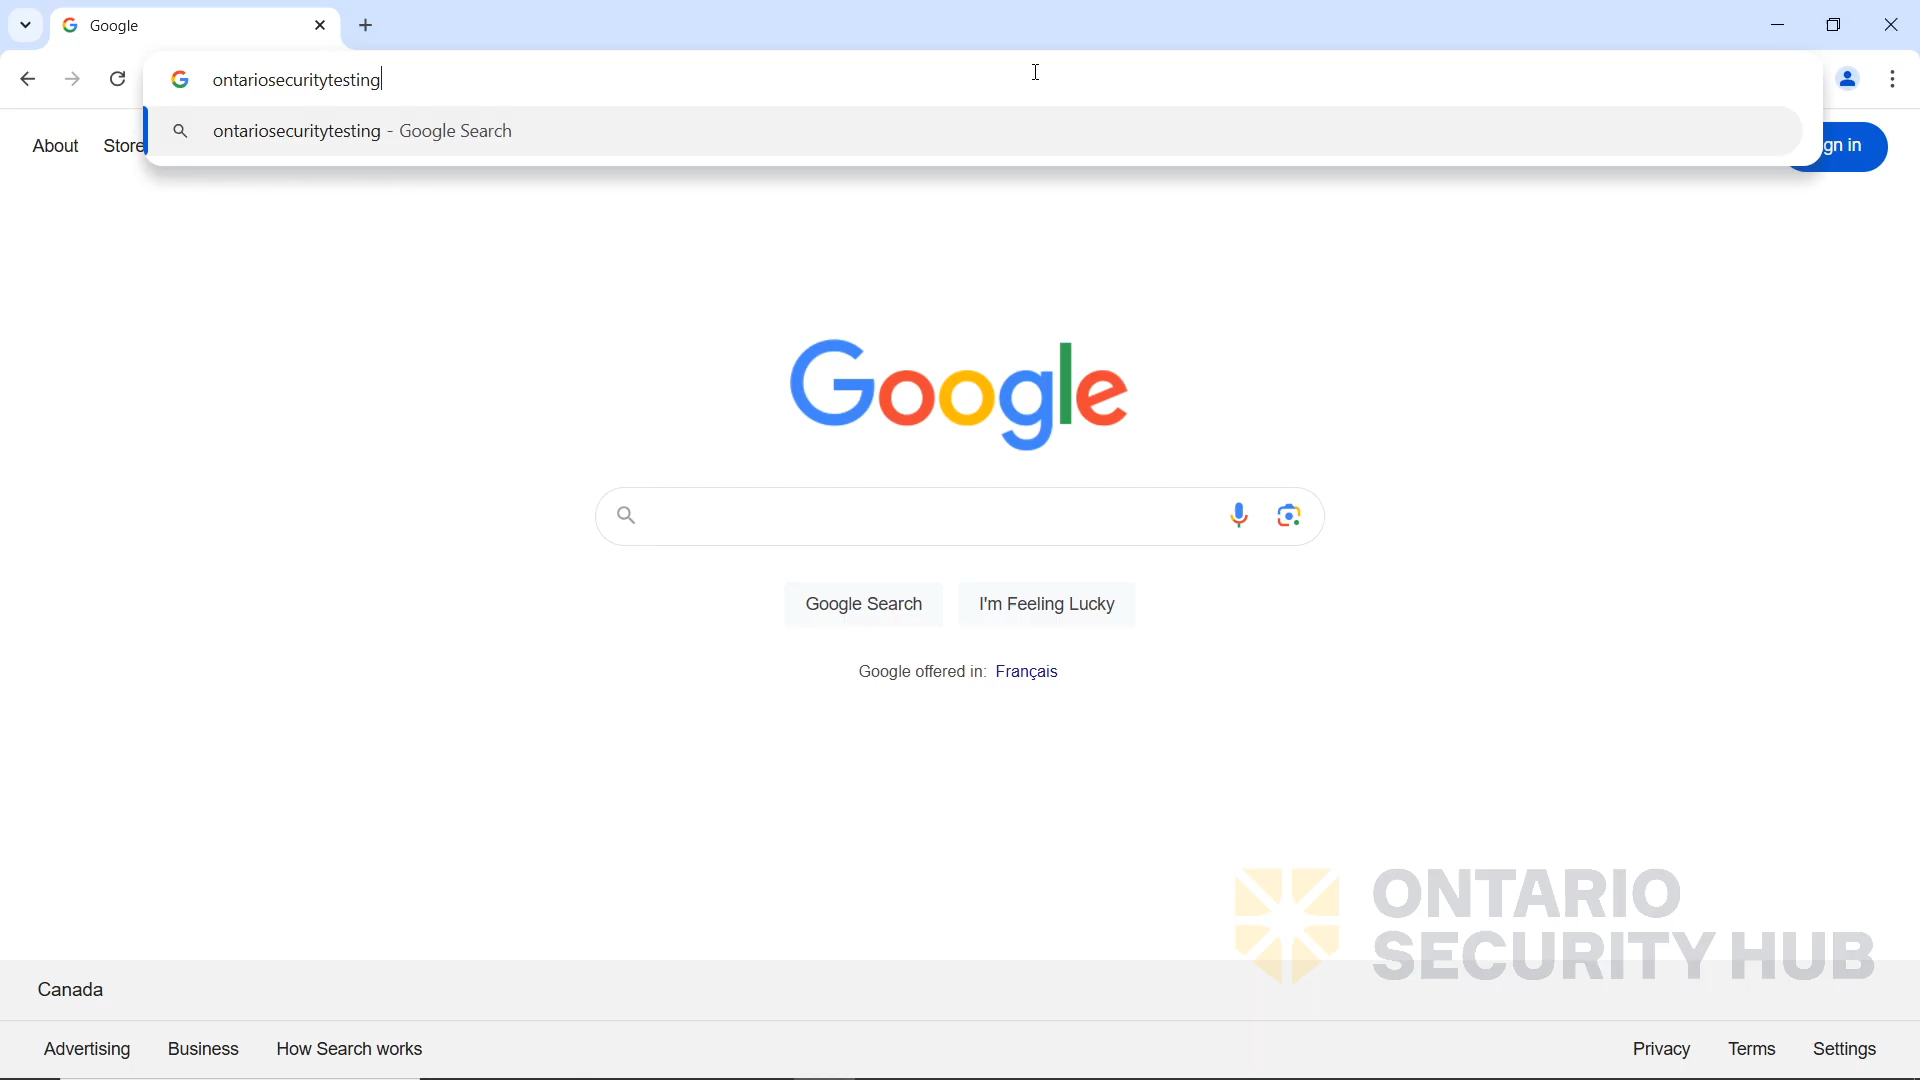 Google
ontariosecuritytesting
ontariosecuritytesting - Google Search
About Store
gn in
Google
Google Search I'm Feeling Lucky
Google offered in: Français
ONTARIO
SECURITY HUB
Canada
Advertising Business How Search works Privacy Terms Settings